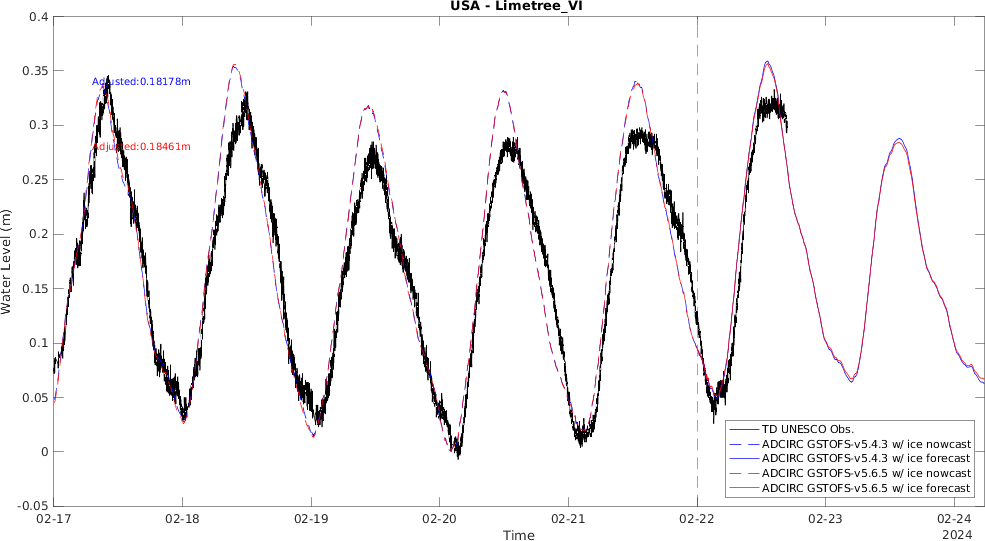 USA - Limetree_VI
0.4
0.35
0.3
0.25
0.2
0.15
0.1
0.05
0
-0.05
Water Level (m)
Adjusted:0.18178m
Adjusted:0.18461m
TD UNESCO Obs.
ADCIRC GSTOFS-v5.4.3 w/ ice nowcast
ADCIRC GSTOFS-v5.4.3 w/ ice forecast
ADCIRC GSTOFS-v5.6.5 w/ ice nowcast
ADCIRC GSTOFS-v5.6.5 w/ ice forecast
02-17 02-18 02-19 02-20 02-21 02-22 02-23 02-24
Time
2024